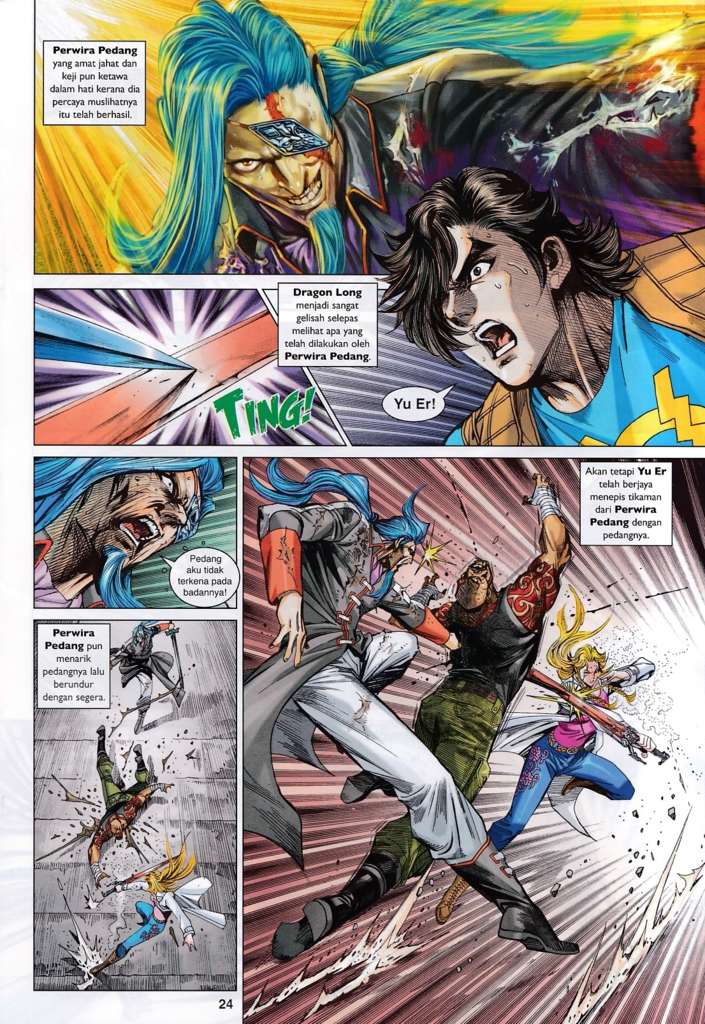 Perwira Pedang
yang amat jahat dan
keji pun ketawa
dalam hati kerana dia
percaya muslihatnya
itu telah berhasil.
Dragon Long
menjadi sangat
gelisah selepas
melihat apa yang
telah dilakukan oleh
Perwira Pedang.
Yu Er!
TING!
Pedang
aku tidak
terkena pada
badannya!
Akan tetapi Yu Er
telah berjaya
menepis tikaman
dari Perwira
Pedang dengan
pedangnya.
Perwira
Pedang pun
menarik
pedangnya lalu
berundur
dengan segera.
24